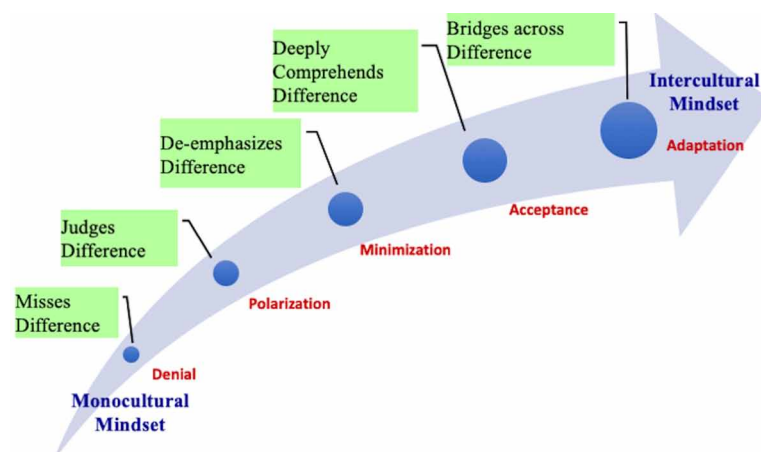 Bridges across
Difference
Deeply
Comprehends
Difference
Intercultural
Mindset
Adaptation
De-emphasizes
Difference
Acceptance
Judges
Difference
Minimization
Misses
Difference
Polarization
Denial
Monocultural
Mindset